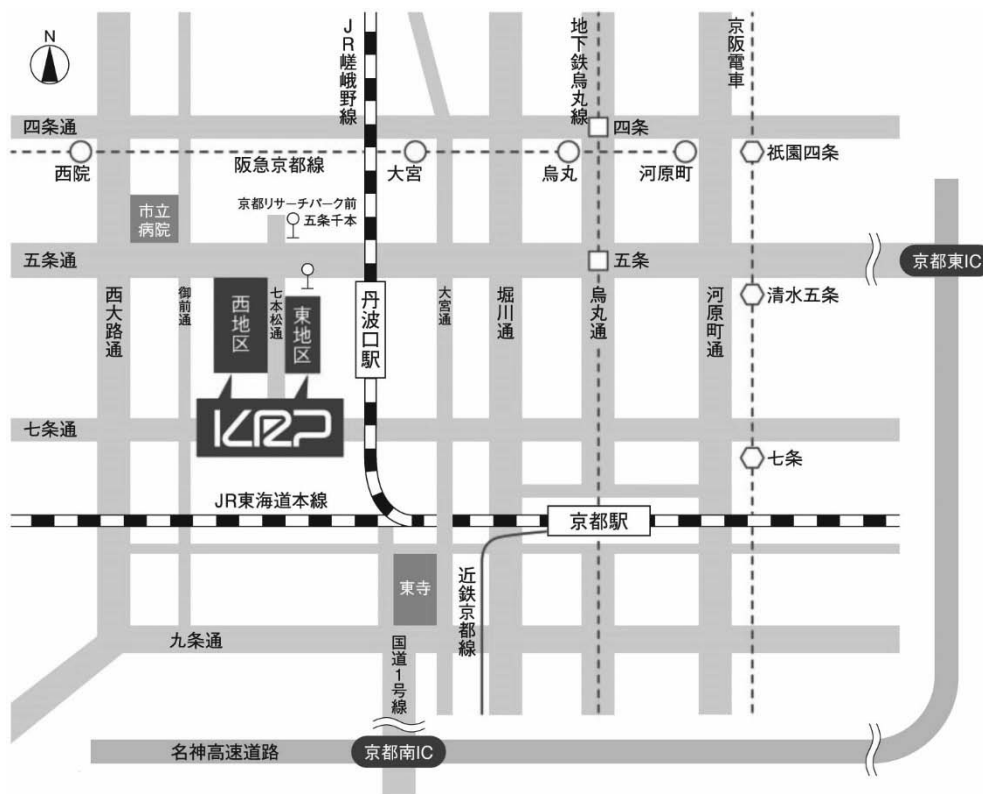 N
JR嵯峨野線
地下鉄烏丸線
京阪電車
四条通
四条
西院
阪急京都線
大宮
烏丸
河原町
祇園四条
市立
病院
京都リサーチパーク前
五条千本
五条通
五条
京都東IC
西大路通
御前通
西地区
七本松通
東地区
丹波口駅
大宮通
堀川通
烏丸通
河原町通
清水五条
七条通
KRP
七条
JR東海道本線
京都駅
東寺
近鉄京都線
九条通
国道1号線
名神高速道路
京都南IC